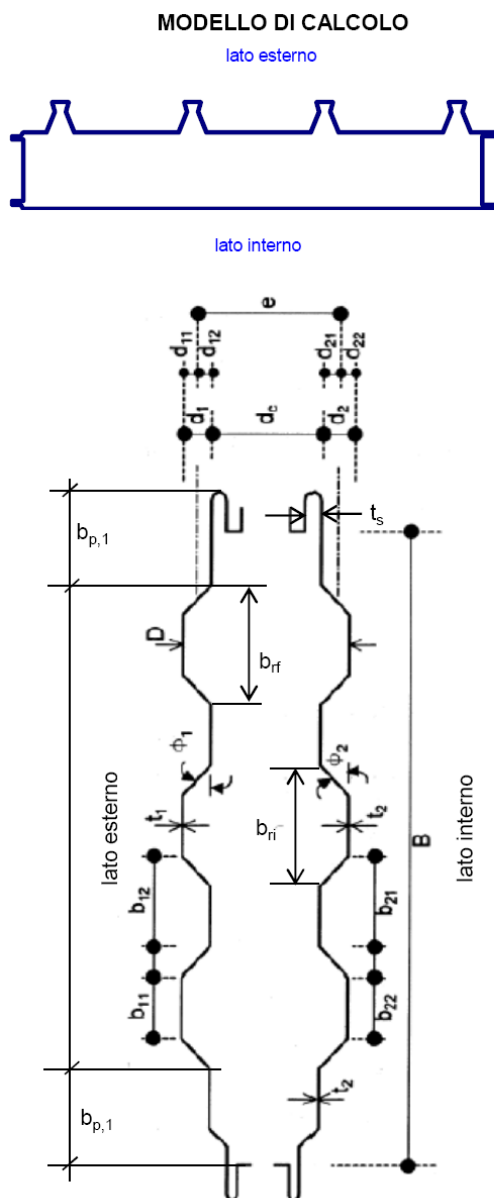 MODELLO DI CALCOLO
lato esterno
lato interno
e
d11
d12
d21
d22
d1
dc
d2
bp,1
ts
D
brf
ϕ1
ϕ2
t1
bri
t2
lato esterno
lato interno
B
b12
b21
b11
b22
t2
bp,1